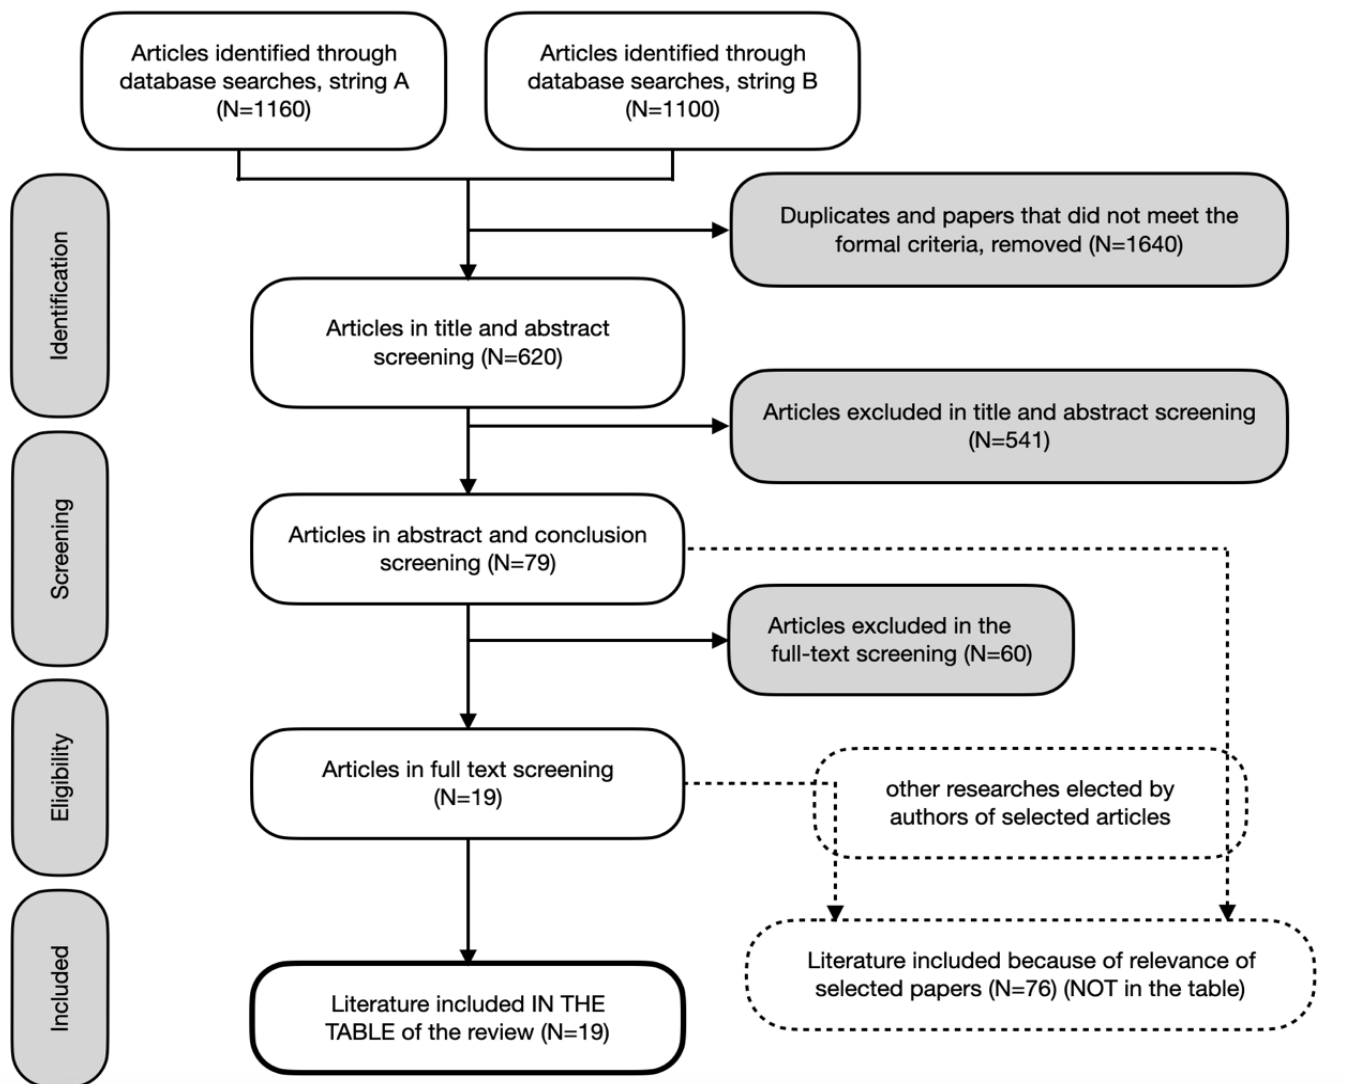 Articles identified through
database searches, string A
(N=1160)
Articles identified through
database searches, string B
(N=1100)
Identification
Duplicates and papers that did not meet the
formal criteria, removed (N=1640)
Articles in title and abstract
screening (N=620)
Articles excluded in title and abstract screening
(N=541)
Screening
Articles in abstract and conclusion
screening (N=79)
Articles excluded in the
full-text screening (N=60)
Eligibility
Articles in full text screening
(N=19)
other researches elected by
authors of selected articles
Included
Literature included IN THE
TABLE of the review (N=19)
Literature included because of relevance of
selected papers (N=76) (NOT in the table)